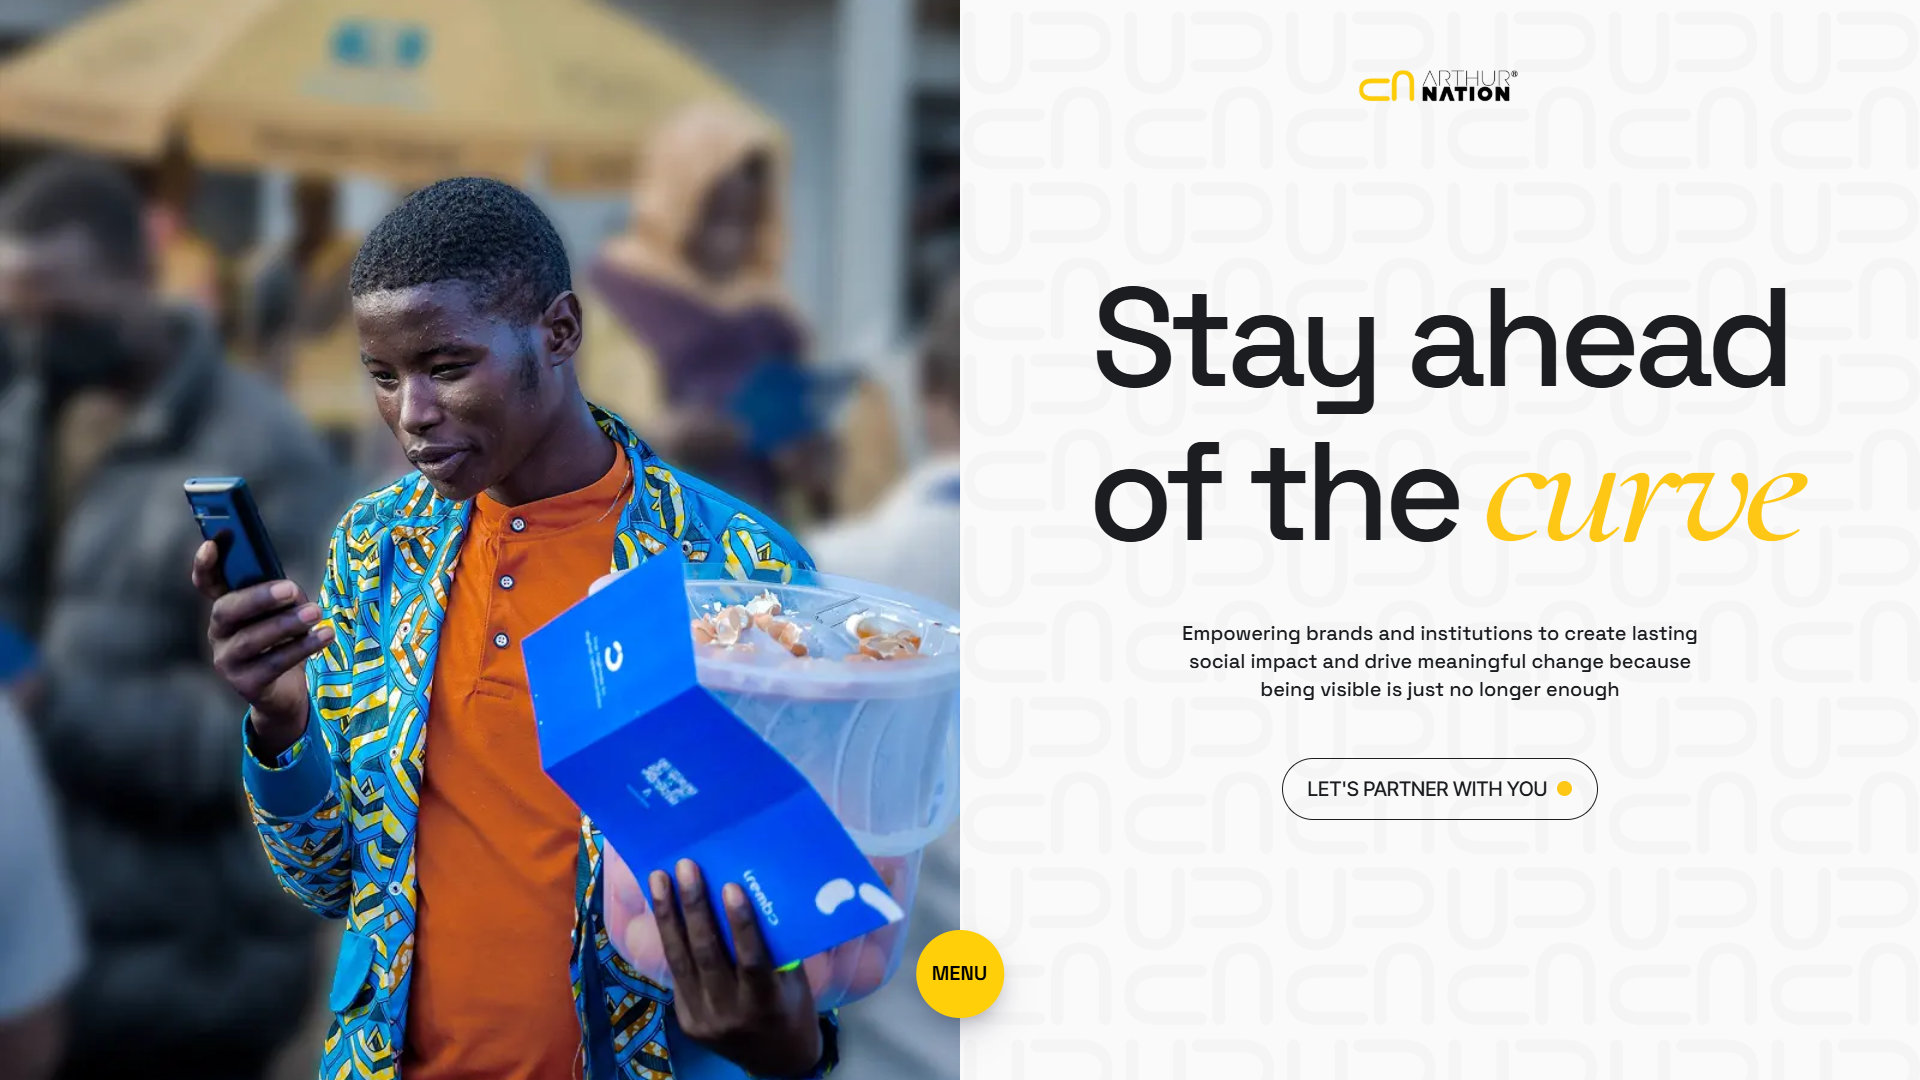 ARTHUR®
NATION
Stay ahead
of the curve
Empowering brands and institutions to create lasting
social impact and drive meaningful change because
being visible is just no longer enough
LET'S PARTNER WITH YOU
MENU